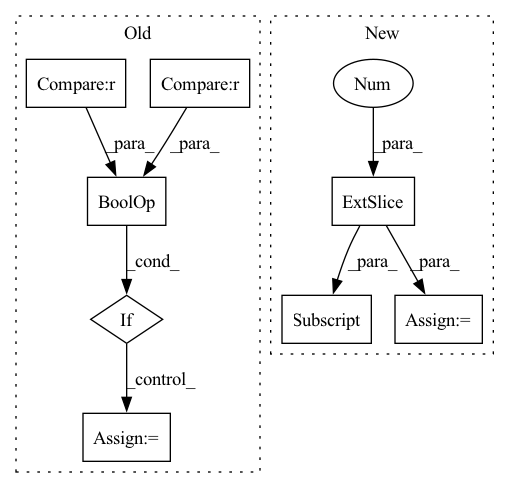 Old
New
Compare:r
Compare:r
Num
_para_
_para_
_para_
BoolOp
ExtSlice
_cond_
_para_
_para_
If
Subscript
Assign:=
_control_
Assign:=